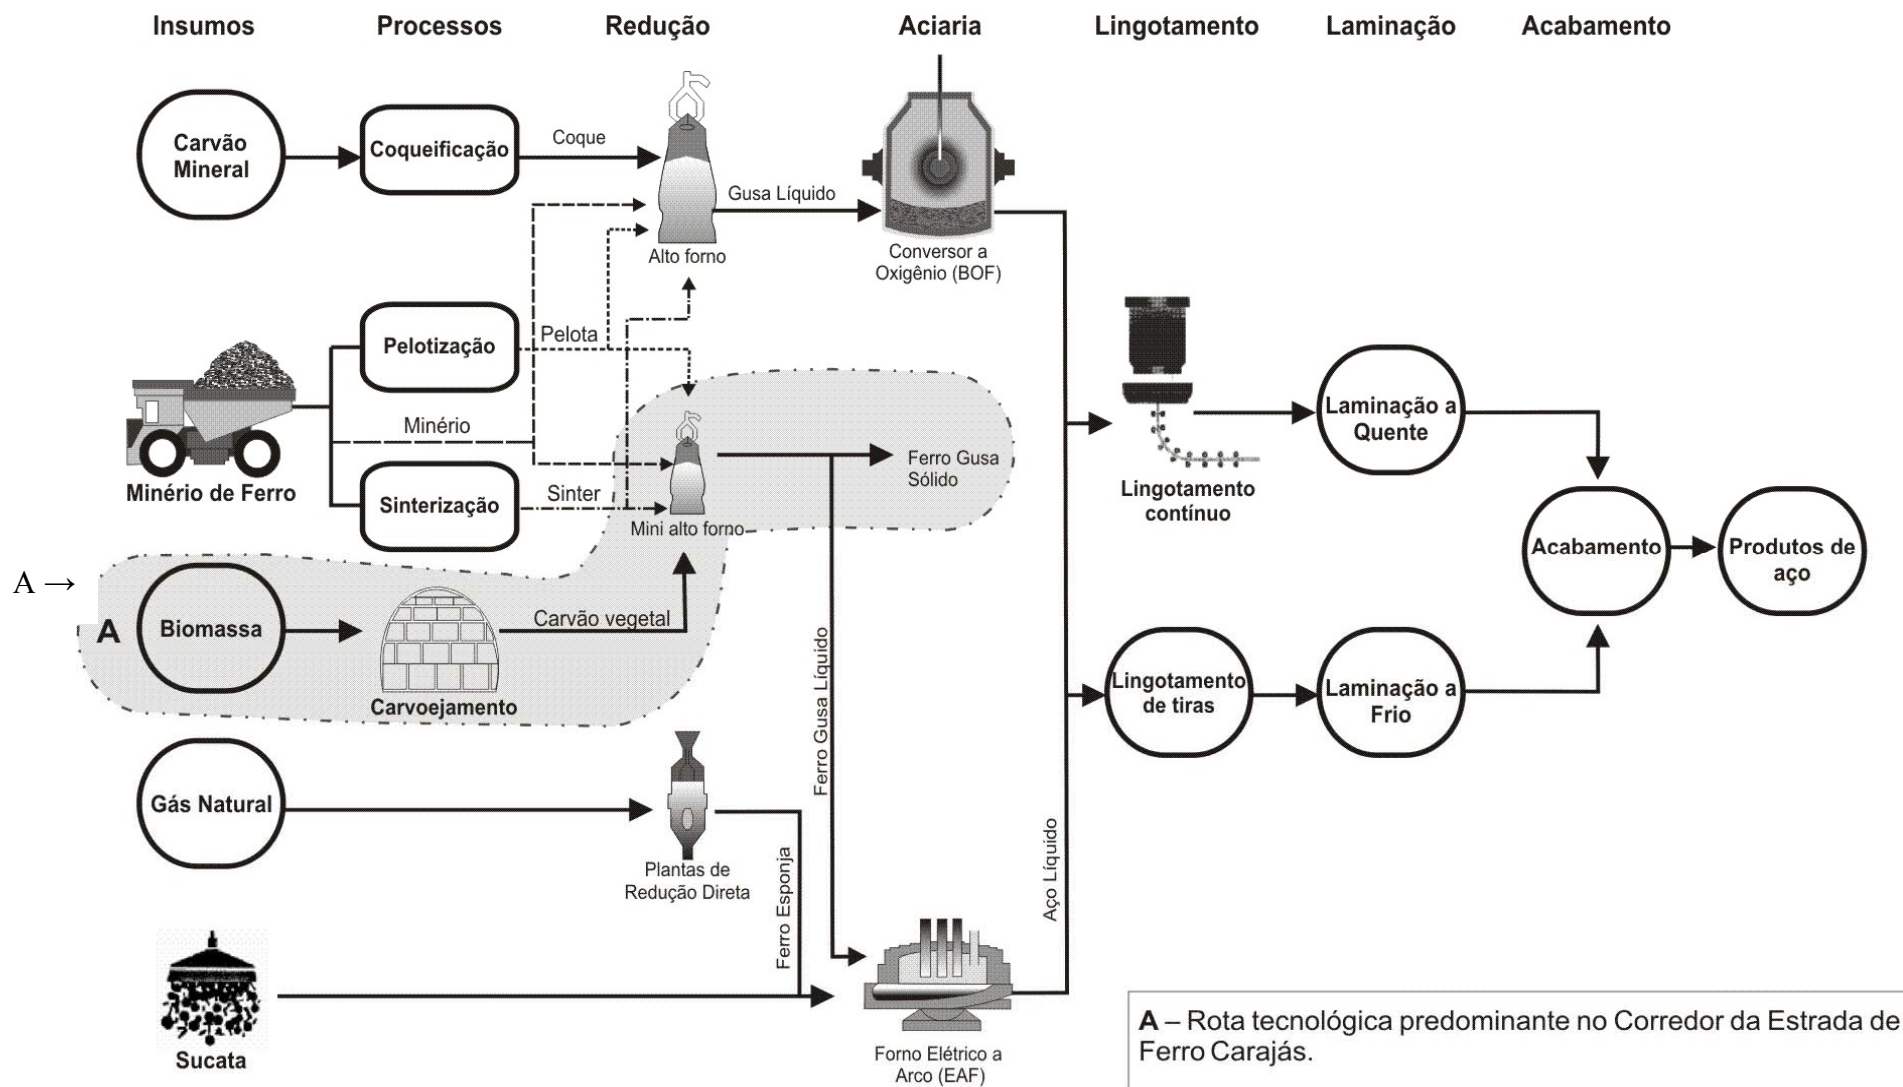 Insumos
Processos
Redução
Aciaria
Lingotamento
Laminação
Acabamento
Carvão
Mineral
Coqueificação
Coque
Alto forno
Gusa Líquido
Conversor a
Oxigênio (BOF)
Minério de Ferro
Pelotização
Pelota
Minério
Sinterização
Sinter
Mini alto forno
Ferro Gusa
Sólido
Lingotamento
contínuo
Laminação a
Quente
Acabamento
Produtos de
aço
A →
A
Biomassa
Carvoejamento
Carvão vegetal
Ferro Gusa Líquido
Lingotamento
de tiras
Laminação a
Frio
Gás Natural
Plantas de
Redução Direta
Ferro Esponja
Aço Líquido
Sucata
Forno Elétrico a
Arco (EAF)
A – Rota tecnológica predominante no Corredor da Estrada de
Ferro Carajás.